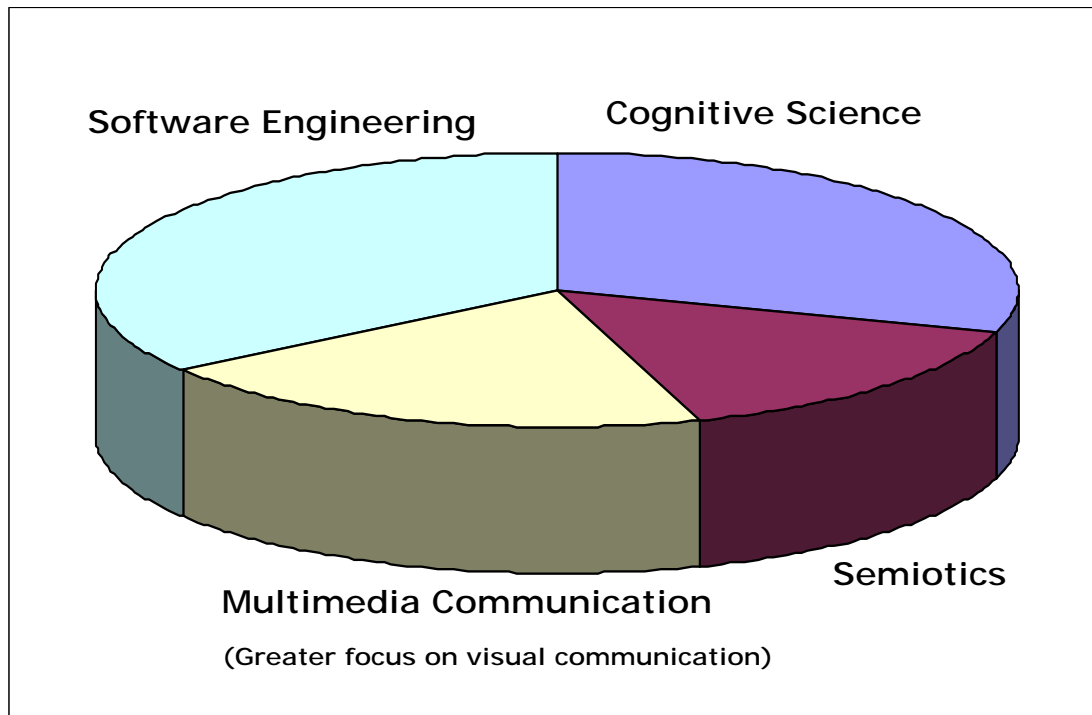 Software Engineering
Cognitive Science
Semiotics
Multimedia Communication
(Greater focus on visual communication)